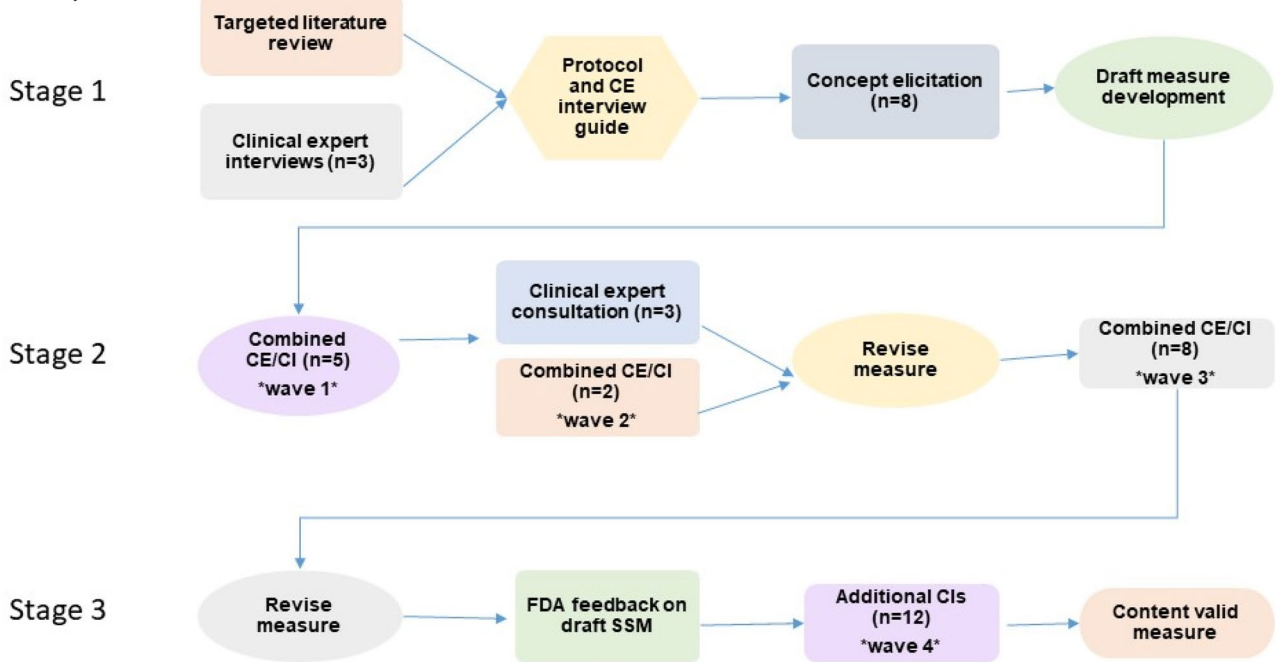 Stage 1
Targeted literature
review
Clinical expert
interviews (n=3)
Protocol
and CE
interview
guide
Concept elicitation
(n=8)
Draft measure
development
Stage 2
Combined
CE/CI (n=5)
*wave 1*
Clinical expert
consultation (n=3)
Combined CE/CI
(n=2)
*wave 2*
Revise
measure
Combined CE/CI
(n=8)
*wave 3*
Stage 3
Revise
measure
FDA feedback on
draft SSM
Additional CIs
(n=12)
*wave 4*
Content valid
measure